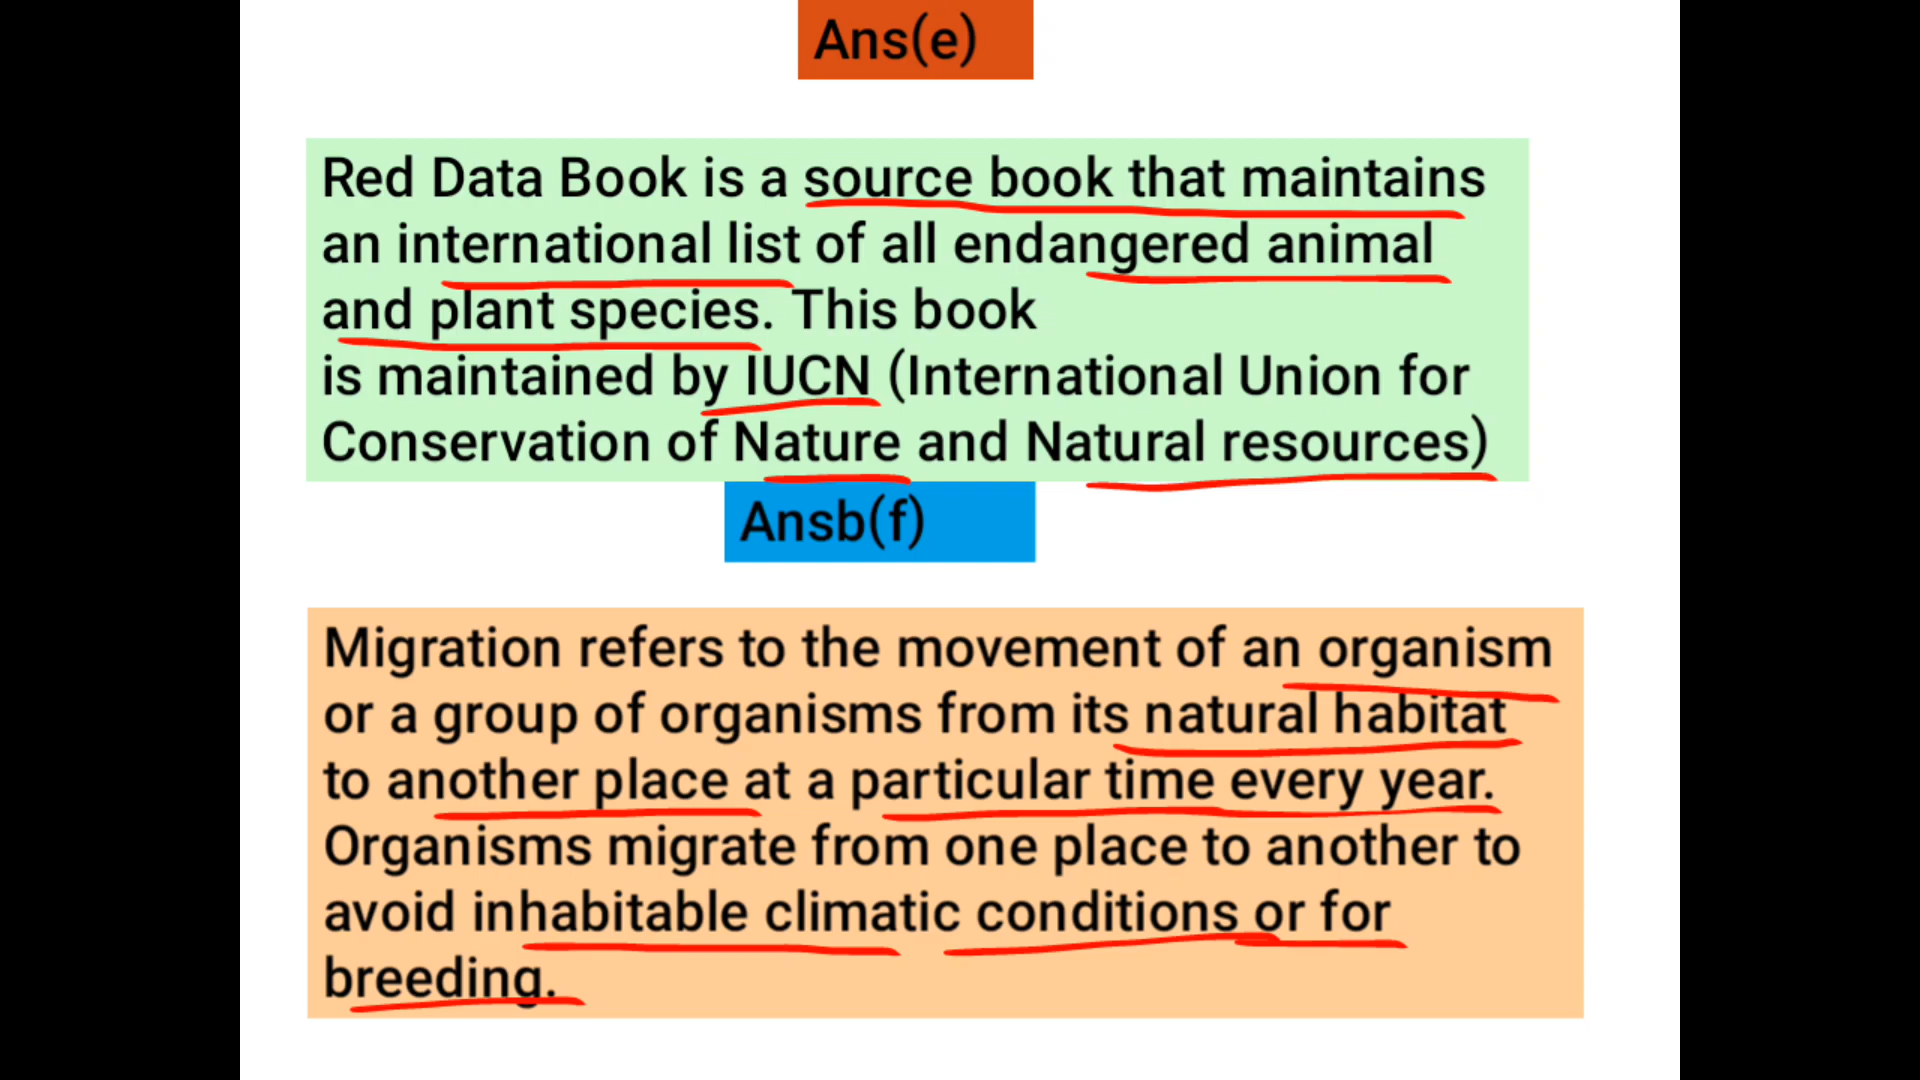 Ans(e)
Red Data Book is a source book that maintains
an international list of all endangered animal
and plant species. This book
is maintained by IUCN (International Union for
Conservation of Nature and Natural resources)
Ansb(f)
Migration refers to the movement of an organism
or a group of organisms from its natural habitat
to another place at a particular time every year.
Organisms migrate from one place to another to
avoid inhabitable climatic conditions or for
breeding.